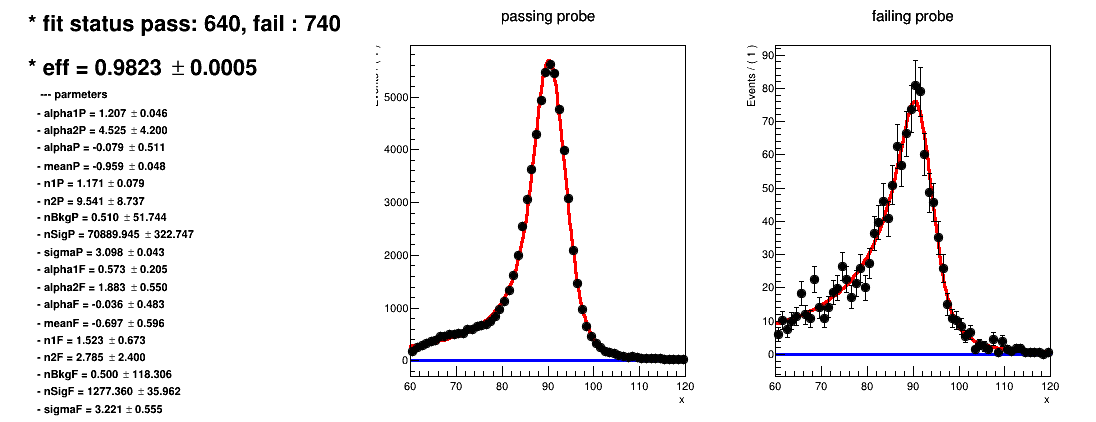 * fit status pass: 640, fail : 740
* eff = 0.9823 ± 0.0005
--- parmeters
- alpha1P = 1.207 ± 0.046
- alpha2P = 4.525 ± 4.200
- alphaP = -0.079 ± 0.511
- meanP = -0.959 ± 0.048
- n1P = 1.171 ± 0.079
- n2P = 9.541 ± 8.737
- nBkgP = 0.510 ± 51.744
- nSigP = 70889.945 ± 322.747
- sigmaP = 3.098 ± 0.043
- alpha1F = 0.573 ± 0.205
- alpha2F = 1.883 ± 0.550
- alphaF = -0.036 ± 0.483
- meanF = -0.697 ± 0.596
- n1F = 1.523 ± 0.673
- n2F = 2.785 ± 2.400
- nBkgF = 0.500 ± 118.306
- nSigF = 1277.360 ± 35.962
- sigmaF = 3.221 ± 0.555
passing probe
5000
4000
3000
2000
1000
0
60 70 80 90 100 110 120
x
failing probe
Events / ( 1 )
90
80
70
60
50
40
30
20
10
0
60 70 80 90 100 110 120
x